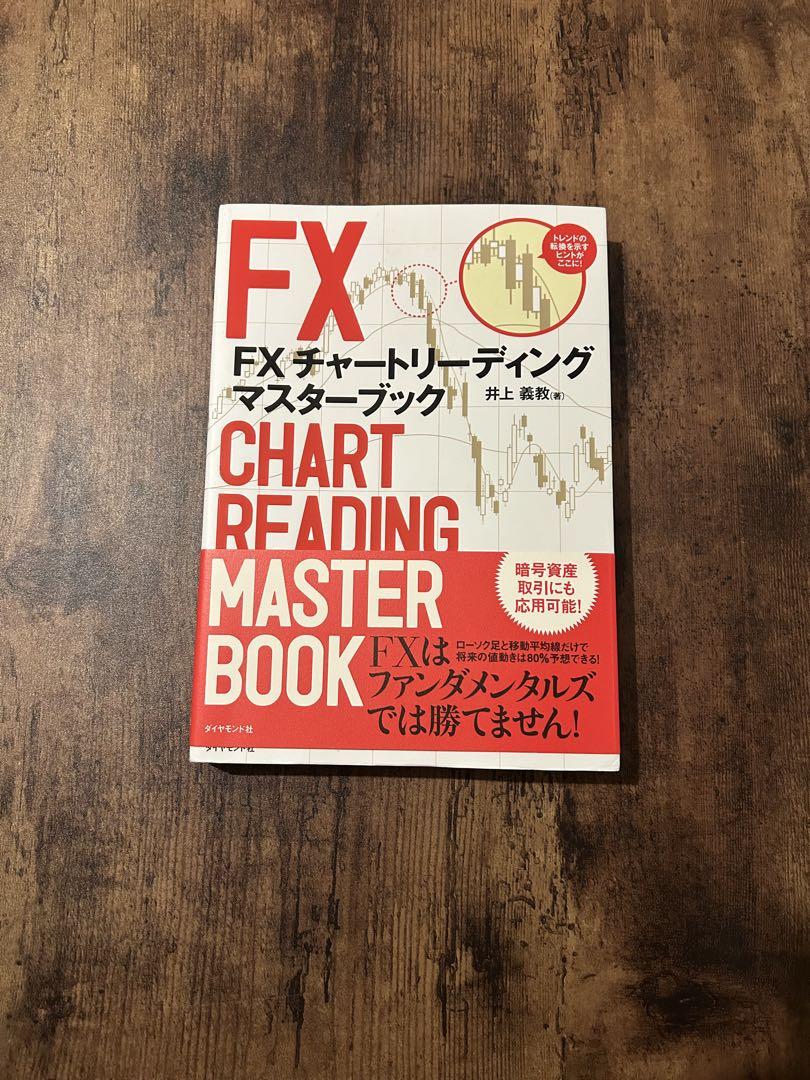 FX
トレンドの
転換を示す
ヒントが
ここに!
FXチャートリーディング
マスターブック
井上 義教(著)
CHART
READING
MASTER
BOOK
暗号資産
取引にも
応用可能!
ローソク足と移動平均線だけで
将来の値動きは80%予想できる!
FXは
ファンダメンタルズ
では勝てません!
ダイヤモンド社
ダイヤモンド社